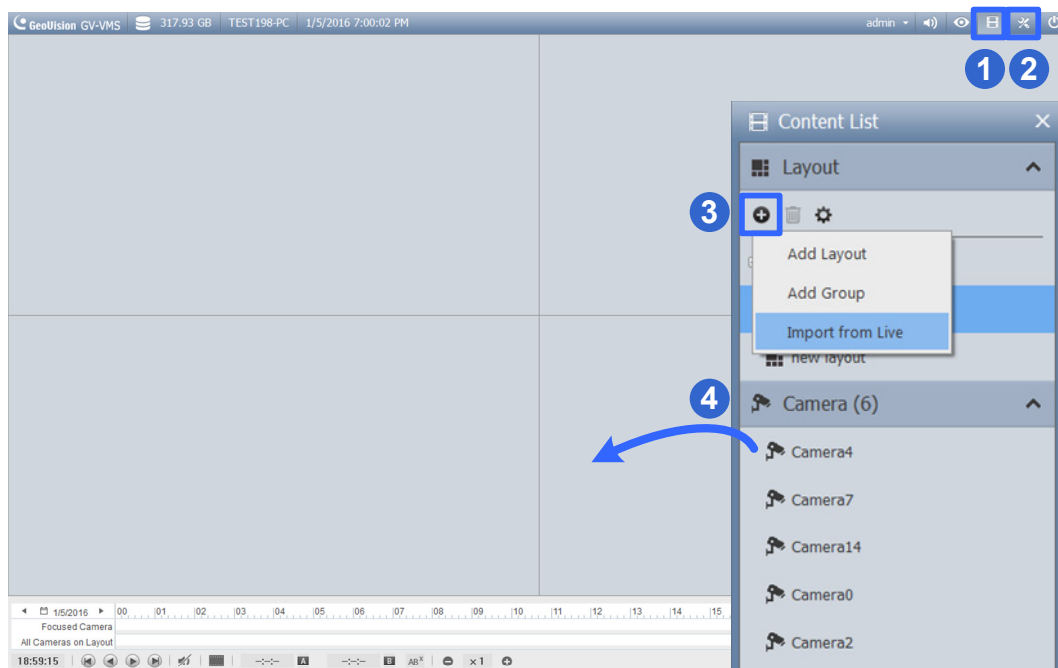 GeoVision GV-VMS 317.93 GB TEST198-PC 1/5/2016 7:00:02 PM admin
1 2
Content List
Layout
3
Add Layout
Add Group
Import from Live
new layout
4
Camera (6)
Camera4
Camera7
Camera14
Camera0
Camera2
1/5/2016 00 01 02 03 04 05 06 07 08 09 10 11 12 13 14 15
Focused Camera
All Cameras on Layout
18:59:15 --:--:-- A --:--:-- B ABX x 1